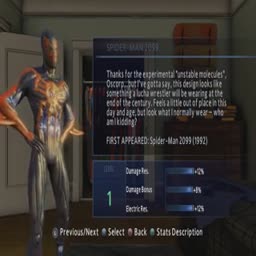 SPIDER-MAN 2099
Thanks for the experimental "unstable molecules",
Oscorp...but I've gotta say, this design looks like
something a lucha wrestler will be wearing at the
end of the century. Feels a little out of place in this
day and age, but look what I normally wear – who
am I kidding?
FIRST APPEARED: Spider-Man 2099 (1992)
LEVEL
1
Damage Res. +12%
Damage Bonus +8%
Electric Res. +12%
Previous/Next Select Back Stats Description